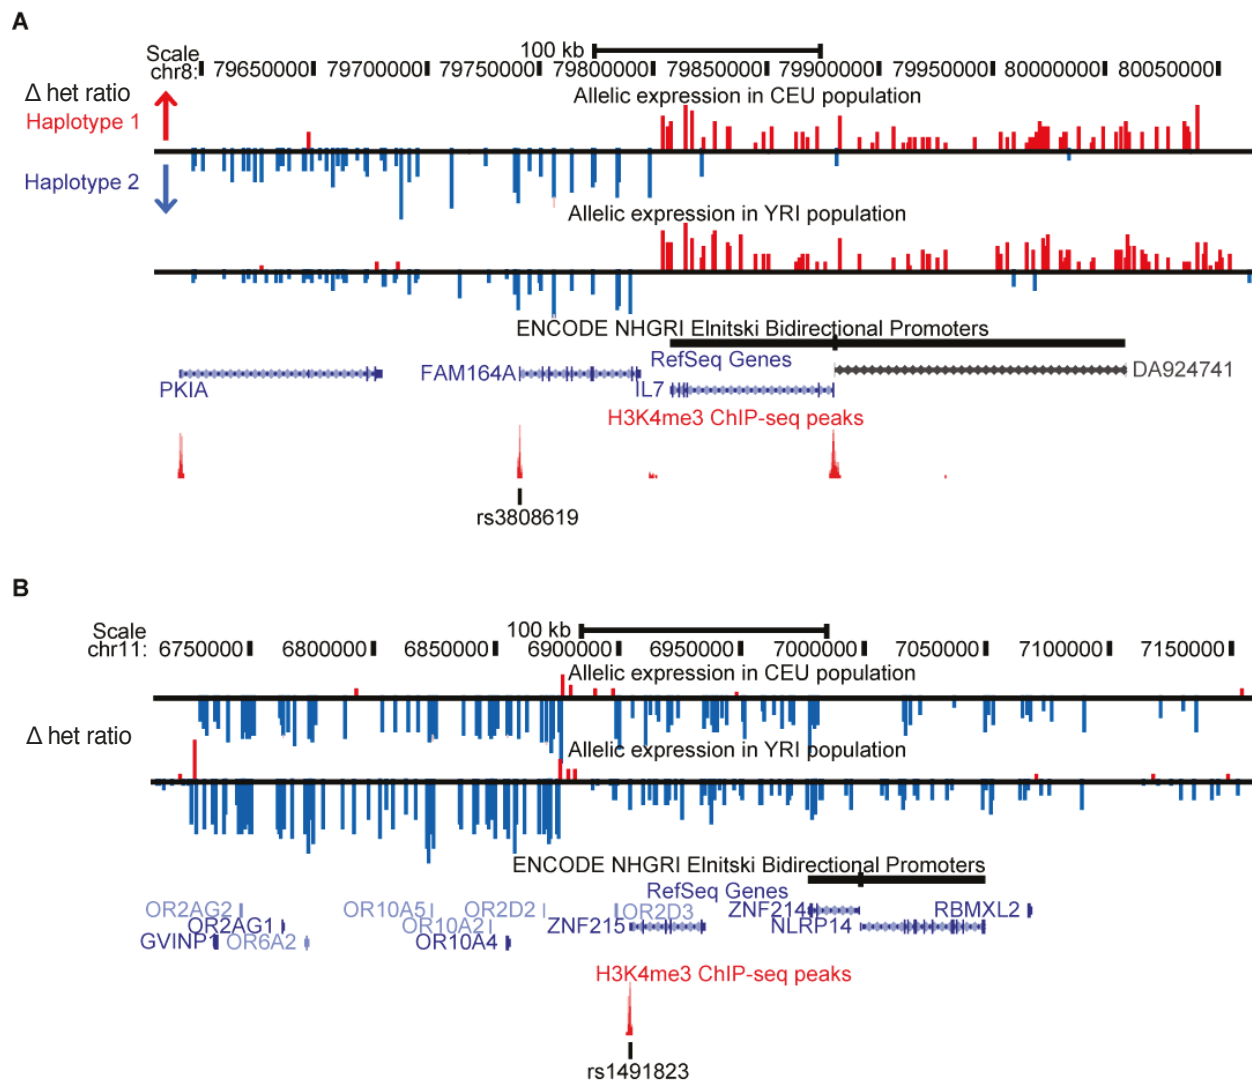 A
Scale 100 kb
chr8: 79650000 79700000 79750000 79800000 79850000 79900000 79950000 80000000 80050000
Δ het ratio
Allelic expression in CEU population
Haplotype 1
Haplotype 2
Allelic expression in YRI population
ENCODE NHGRI Elnitski Bidirectional Promoters
RefSeq Genes
FAM164A DA924741
PKIA IL7
H3K4me3 ChIP-seq peaks
rs3808619
B
Scale 100 kb
chr11: 6750000 6800000 6850000 6900000 6950000 7000000 7050000 7100000 7150000
Allelic expression in CEU population
Δ het ratio
Allelic expression in YRI population
ENCODE NHGRI Elnitski Bidirectional Promoters
RefSeq Genes
OR2AG2 OR10A5 OR2D2 OR2D3 ZNF214 RBMXL2
OR2AG1 OR10A2 ZNF215 NLRP14
GVINP1 OR6A2 OR10A4
H3K4me3 ChIP-seq peaks
rs1491823